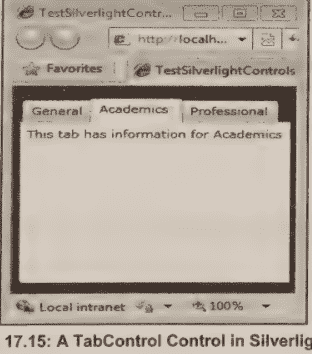 TestSilverlightContr...
http://localh...
Favorites TestSilverlightControls
General Academics Professional
This tab has information for Academics
Local intranet 100%
17.15: A TabControl Control in Silverlig